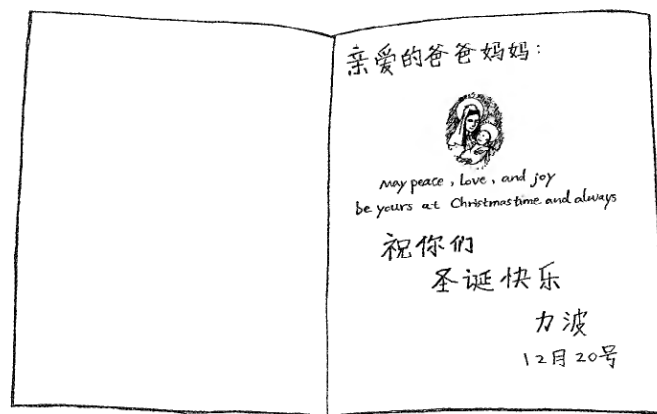 亲爱的爸爸妈妈：
may peace, love, and joy
be yours at Christmastime and always
祝你们
圣诞快乐
力波
12月20号